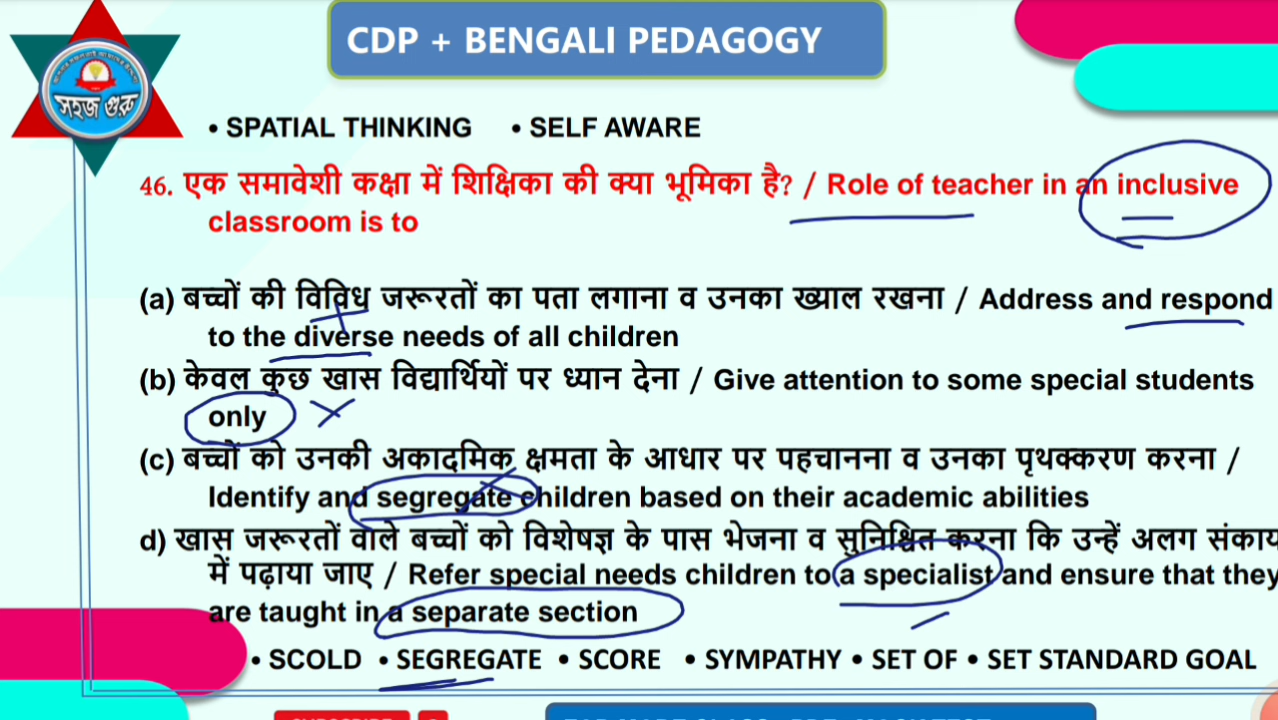 CDP + BENGALI PEDAGOGY
সহজ গুরু
• SPATIAL THINKING • SELF AWARE
46. एक समावेशी कक्षा में शिक्षिका की क्या भूमिका है? / Role of teacher in an inclusive
classroom is to
(a) बच्चों की विविध जरूरतों का पता लगाना व उनका ख्याल रखना / Address and respond
to the diverse needs of all children
(b) केवल कुछ खास विद्यार्थियों पर ध्यान देना / Give attention to some special students
only
(c) बच्चों को उनकी अकादमिक क्षमता के आधार पर पहचानना व उनका पृथक्करण करना /
Identify and segregate children based on their academic abilities
d) खास जरूरतों वाले बच्चों को विशेषज्ञ के पास भेजना व सुनिश्चित करना कि उन्हें अलग संकाय
में पढ़ाया जाए / Refer special needs children to a specialist and ensure that they
are taught in a separate section
• SCOLD • SEGREGATE • SCORE • SYMPATHY • SET OF • SET STANDARD GOAL